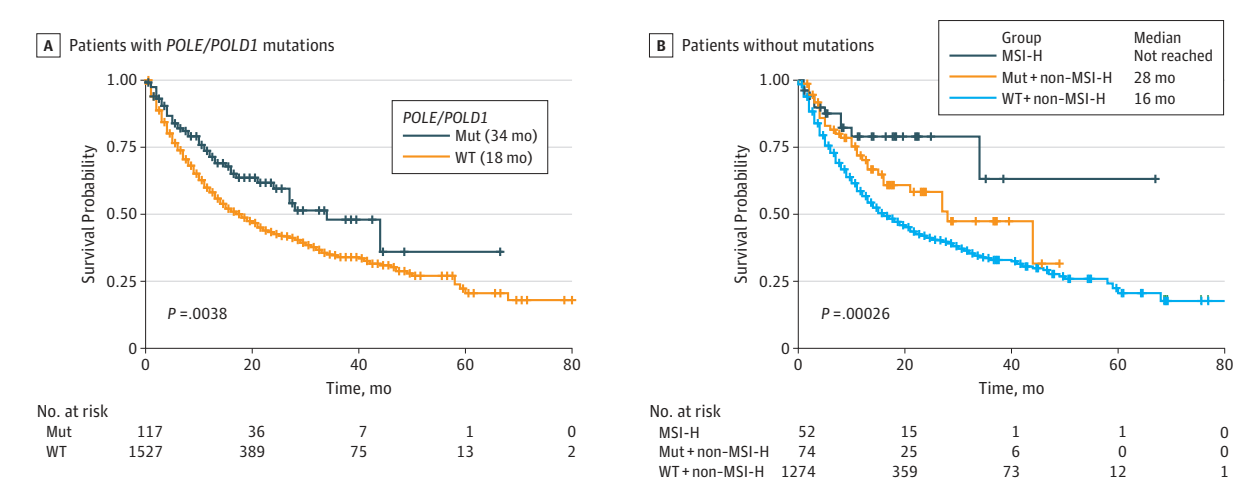 A Patients with POLE/POLD1 mutations
1.00
0.75
0.50
0.25
0
Survival Probability
POLE/POLD1
Mut (34 mo)
WT (18 mo)
P =.0038
0 20 40 60 80
Time, mo
No. at risk
Mut 117 36 7 1 0
WT 1527 389 75 13 2
B Patients without mutations
Group Median
MSI-H Not reached
Mut + non-MSI-H 28 mo
WT + non-MSI-H 16 mo
1.00
0.75
0.50
0.25
0
Survival Probability
P =.00026
0 20 40 60 80
Time, mo
No. at risk
MSI-H 52 15 1 1 0
Mut + non-MSI-H 74 25 6 0 0
WT + non-MSI-H 1274 359 73 12 1